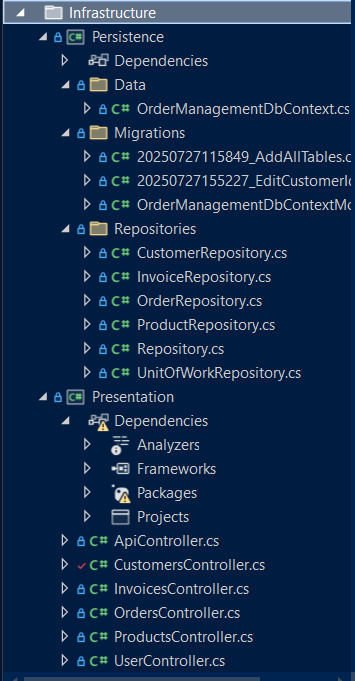 Infrastructure
C# Persistence
Dependencies
Data
C# OrderManagementDbContext.cs
Migrations
C# 20250727115849_AddAllTables.c
C# 20250727155227_EditCustomerId
C# OrderManagementDbContextMo
Repositories
C# CustomerRepository.cs
C# InvoiceRepository.cs
C# OrderRepository.cs
C# ProductRepository.cs
C# Repository.cs
C# UnitOfWorkRepository.cs
C# Presentation
Dependencies
Analyzers
Frameworks
Packages
Projects
C# ApiController.cs
C# CustomersController.cs
C# InvoicesController.cs
C# OrdersController.cs
C# ProductsController.cs
C# UserController.cs